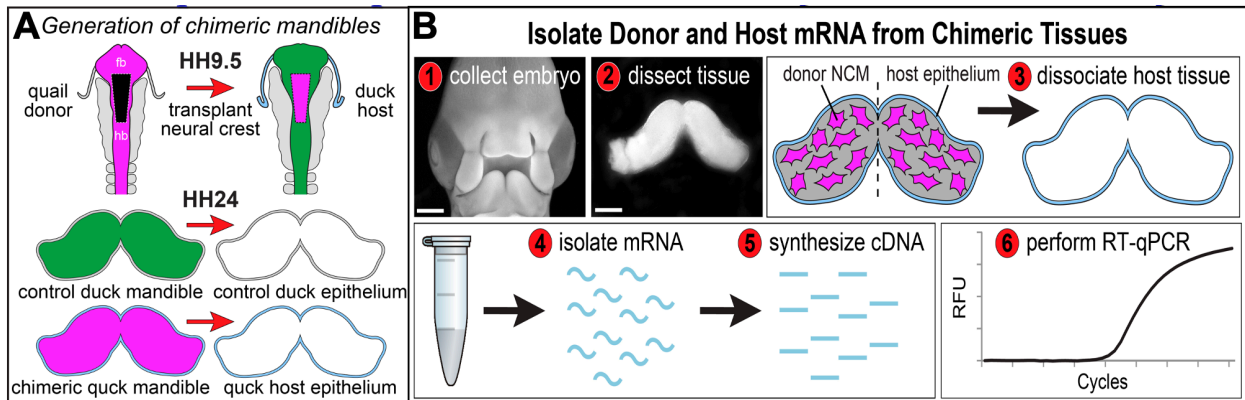 A
Generation of chimeric mandibles
fb
HH9.5
quail
donor
transplant
neural crest
duck
host
hb
HH24
control duck mandible
control duck epithelium
chimeric quck mandible
quck host epithelium
B
Isolate Donor and Host mRNA from Chimeric Tissues
1 collect embryo
2 dissect tissue
donor NCM
host epithelium
3 dissociate host tissue
4 isolate mRNA
5 synthesize cDNA
6 perform RT-qPCR
RFU
Cycles